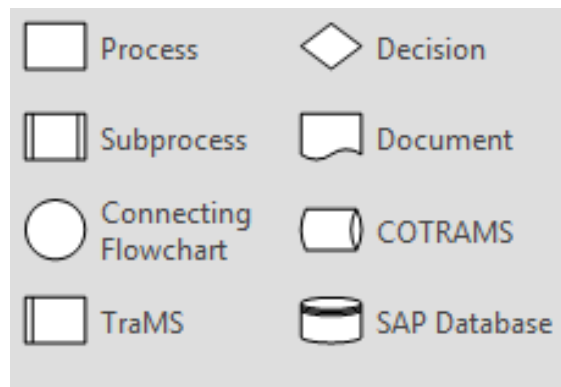 Process
Decision
Subprocess
Document
Connecting
Flowchart
COTRAMS
TraMS
SAP Database